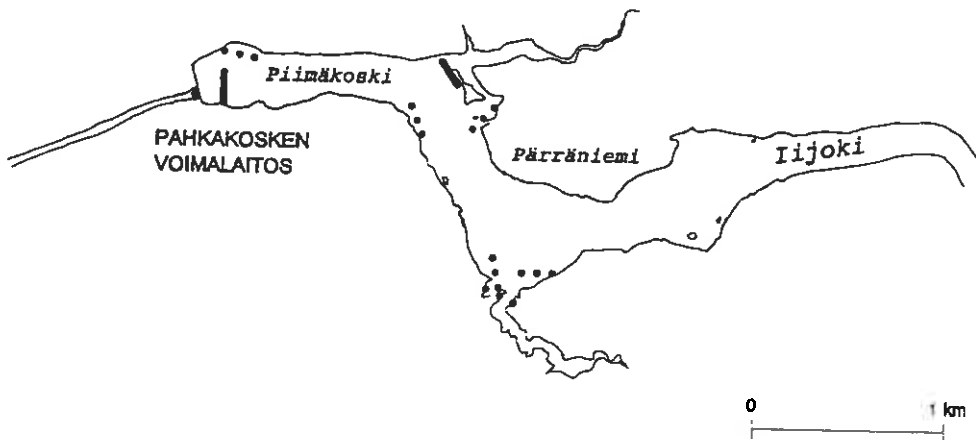 Piimäkoski
PAHKAKOSKEN
VOIMALAITOS
Pärräniemi
Iijoki
0 1 km